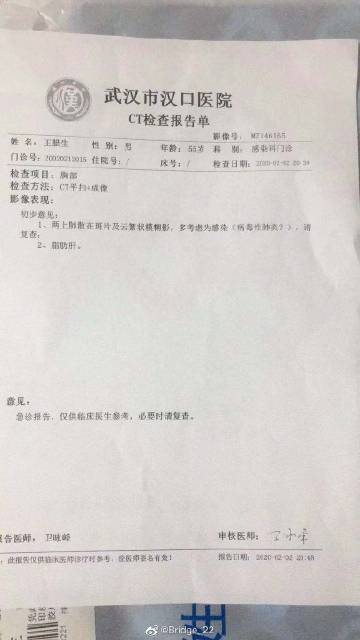 武汉市汉口医院
CT检查报告单
影像号: MZ146165
姓 名: 王腊生 性 别: 男 年龄: 55岁 科 别: 感染科门诊
门诊号: 20020212015 住院号: / 床号: / 检查日期: 2020-02-02 20:34
检查项目: 胸部
检查方法: CT平扫+成像
影像表现:
初步意见:
1、两上肺散在斑片及云絮状模糊影，多考虑为感染（病毒性肺炎？），请
复查;
2、脂肪肝。
意见:
急诊报告，仅供临床医生参考，必要时请复查。
报告医师: 卫咏峰 审核医师:
: 此报告仅供临床医师诊疗时参考，经医师签名有效! 报告日期: 2020-02-02 20:48
@Bridge_22